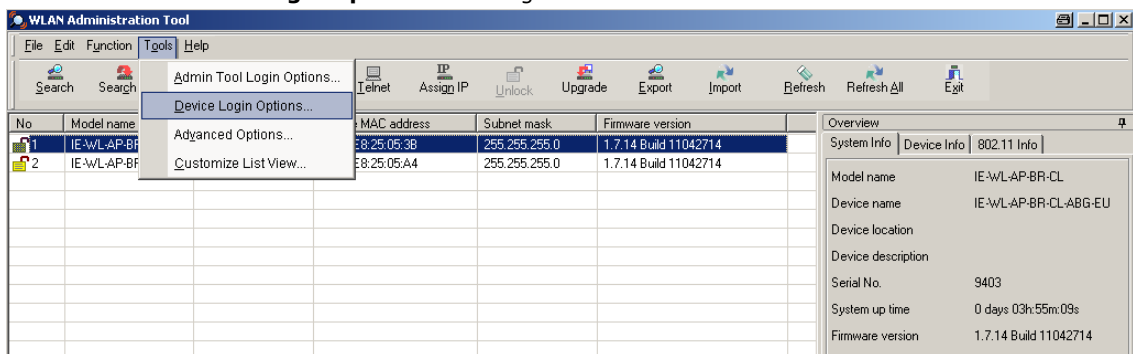 WLAN Administration Tool
File Edit Function Tools Help
Search Search Telnet Assign IP Unlock Upgrade Export Import Refresh Refresh All Exit
Admin Tool Login Options...
Device Login Options...
Advanced Options...
Customize List View...
No Model name MAC address Subnet mask Firmware version
1 IE-WL-AP-BR E8:25:05:3B 255.255.255.0 1.7.14 Build 11042714
2 IE-WL-AP-BR E8:25:05:A4 255.255.255.0 1.7.14 Build 11042714
Overview
System Info Device Info 802.11 Info
Model name IE-WL-AP-BR-CL
Device name IE-WL-AP-BR-CL-ABG-EU
Device location
Device description
Serial No. 9403
System up time 0 days 03h:55m:09s
Firmware version 1.7.14 Build 11042714